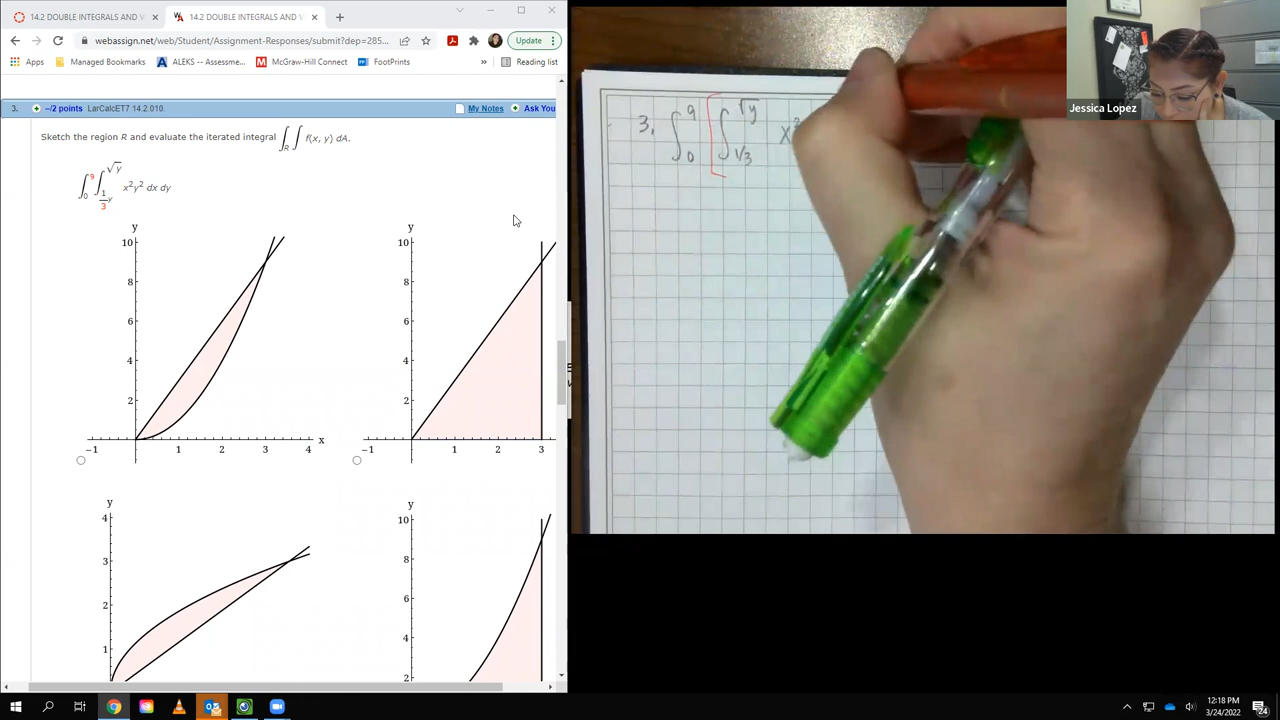 14.2 DOUBLE INTEGRALS AND V
14.2 DOUBLE INTEGRALS AND V
webassign.net/web/Student/Assignment-Responses/submit?dep=285...
Update
Apps
Managed Bookmarks
ALEKS -- Assessme...
McGraw-Hill Connect
FootPrints
»
Reading list
3.
–/2 points
LarCalcET7 14.2.010.
My Notes
Ask You
Sketch the region R and evaluate the iterated integral ∫_R ∫ f(x, y) dA.
∫_0^9 ∫_{1/3 y}^{√y} x²y² dx dy
y
10
8
6
4
2
−1
1
2
3
4
x
y
10
8
6
4
2
−1
1
2
3
y
4
3
2
1
y
10
8
6
4
2
3. ∫_0^9 [ ∫_{1/3}^{√y} x²
Jessica Lopez
12:18 PM
3/24/2022
24